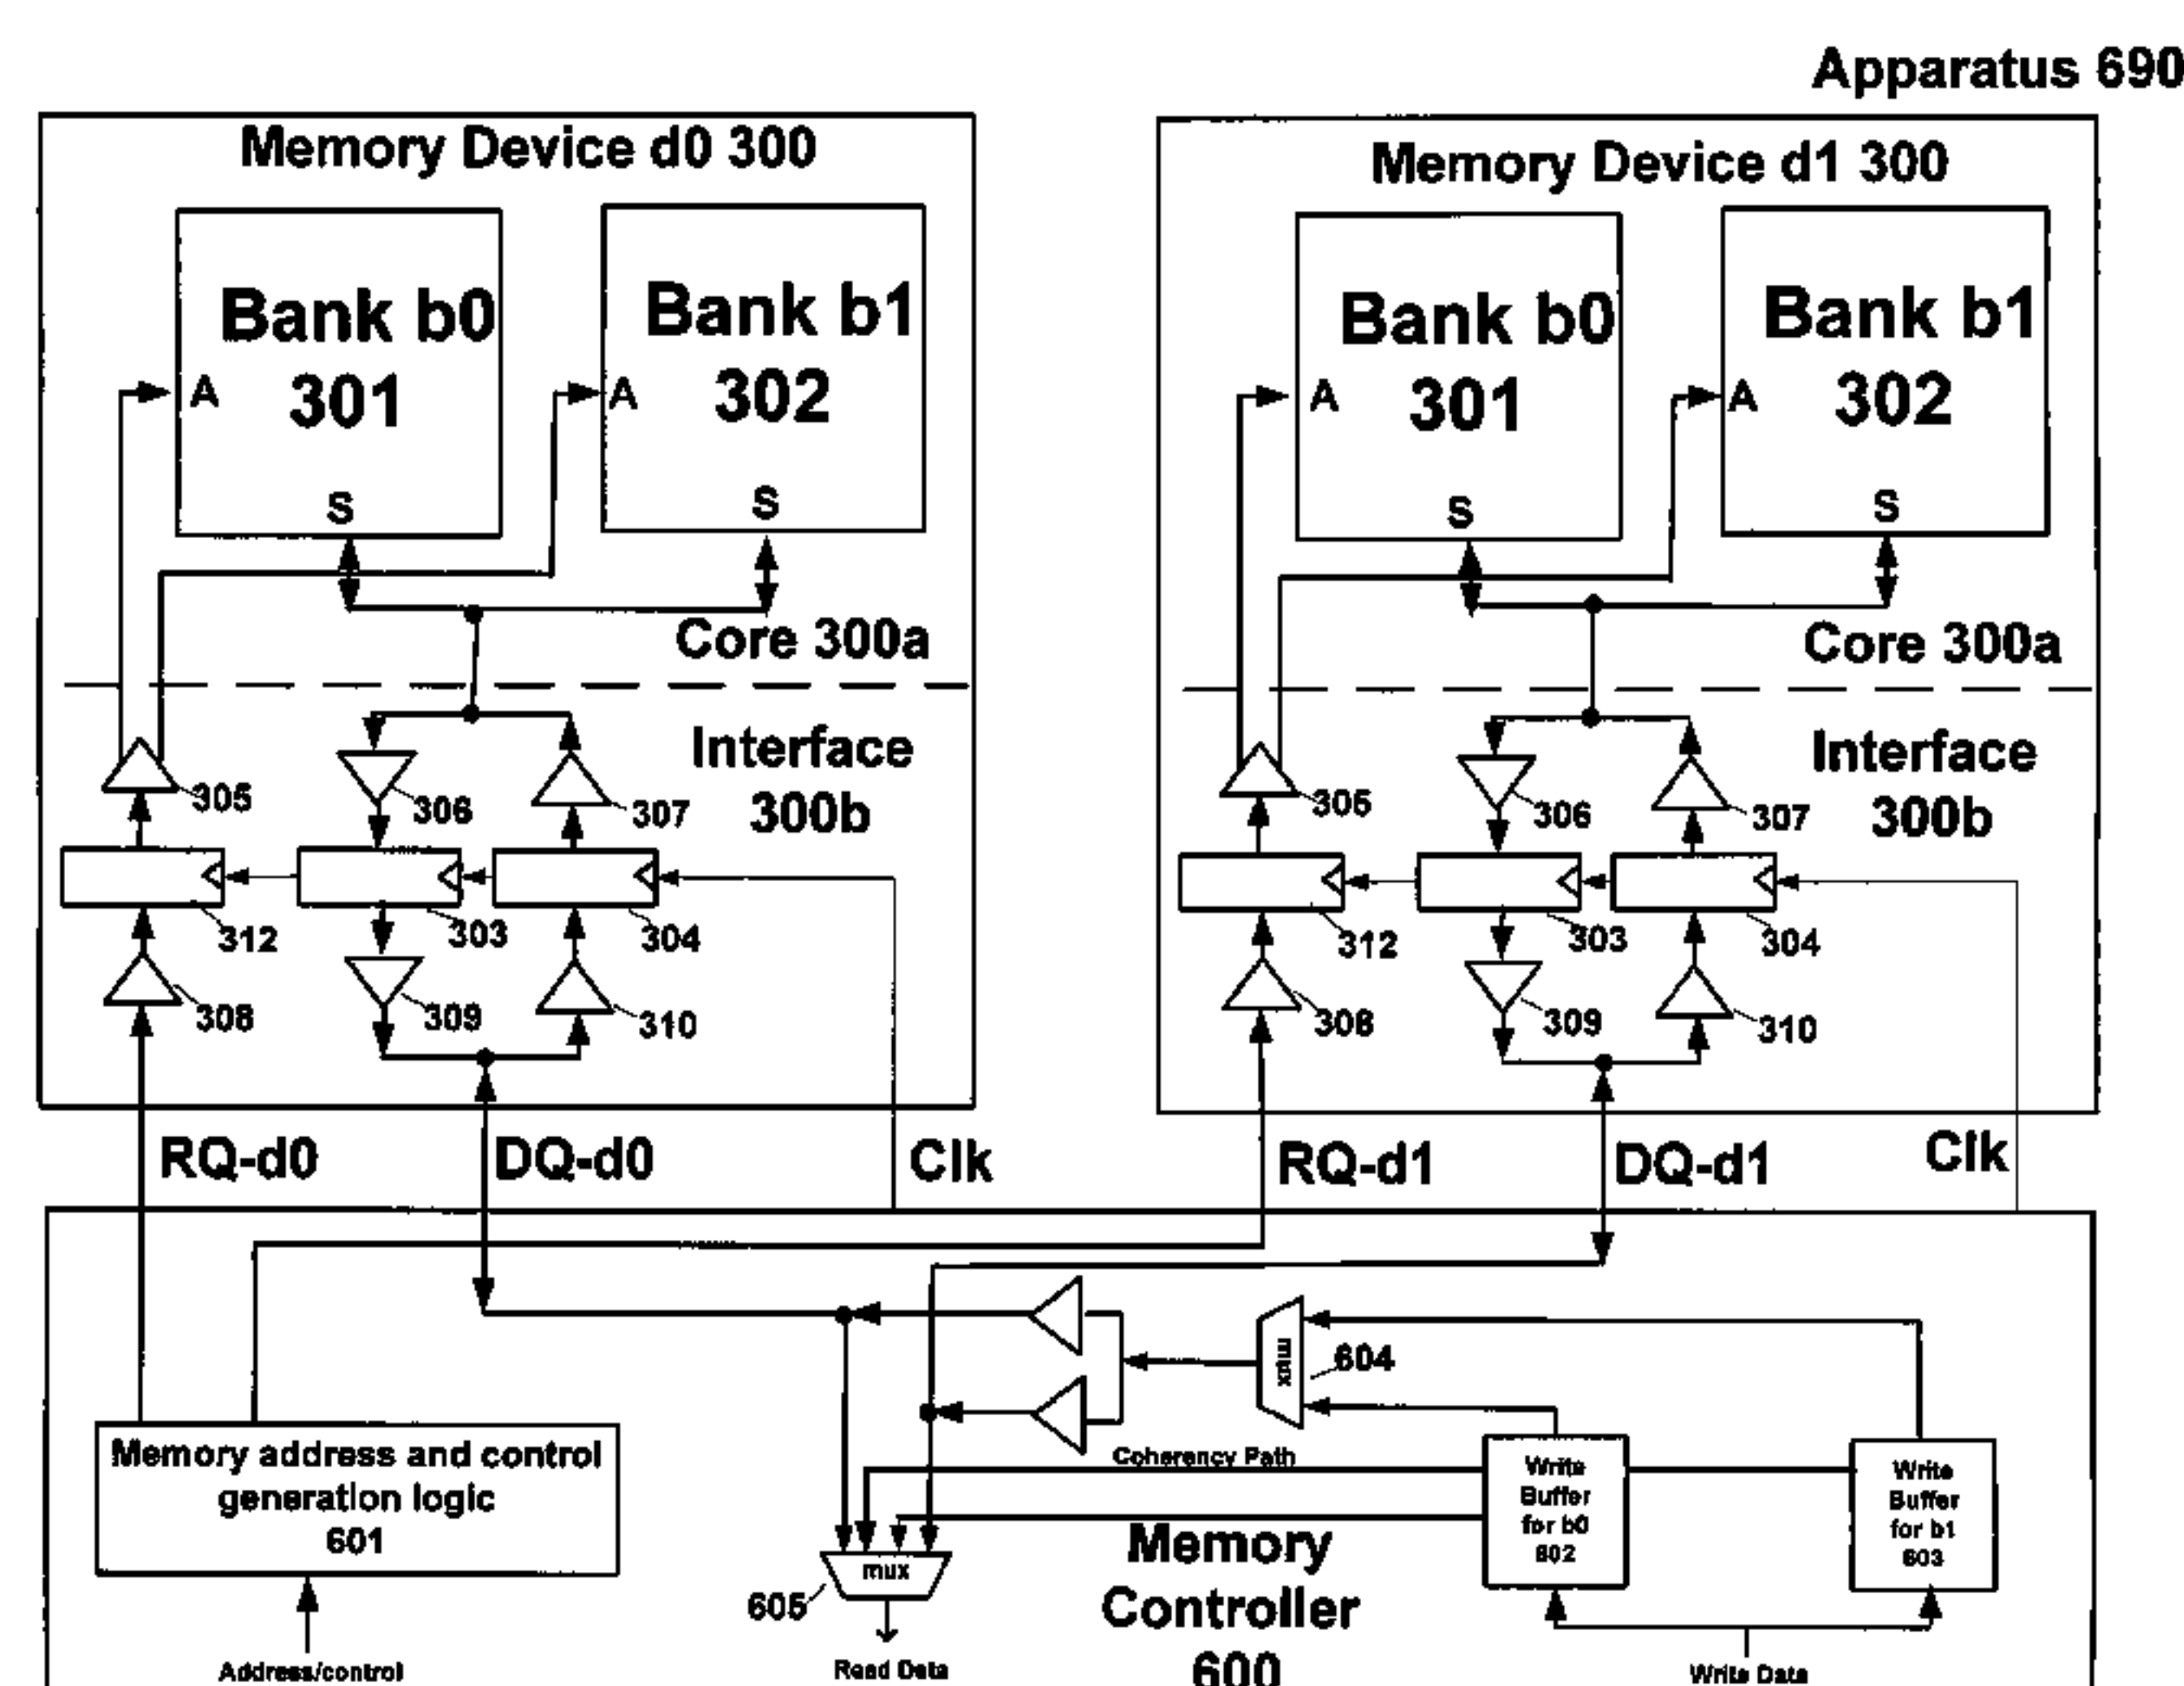 Apparatus 690
Memory Device d0 300
Bank b0
301
A
S
Bank b1
302
A
S
Core 300a
Interface
300b
305
306
307
312
303
304
308
309
310
RQ-d0
DQ-d0
Clk
Memory Device d1 300
Bank b0
301
A
S
Bank b1
302
A
S
Core 300a
Interface
300b
305
306
307
312
303
304
308
309
310
RQ-d1
DQ-d1
Clk
mux
604
Coherency Path
Memory address and control
generation logic
601
Address/control
mux
605
Read Data
Memory
Controller
600
Write
Buffer
for b0
602
Write
Buffer
for b1
603
Write Data